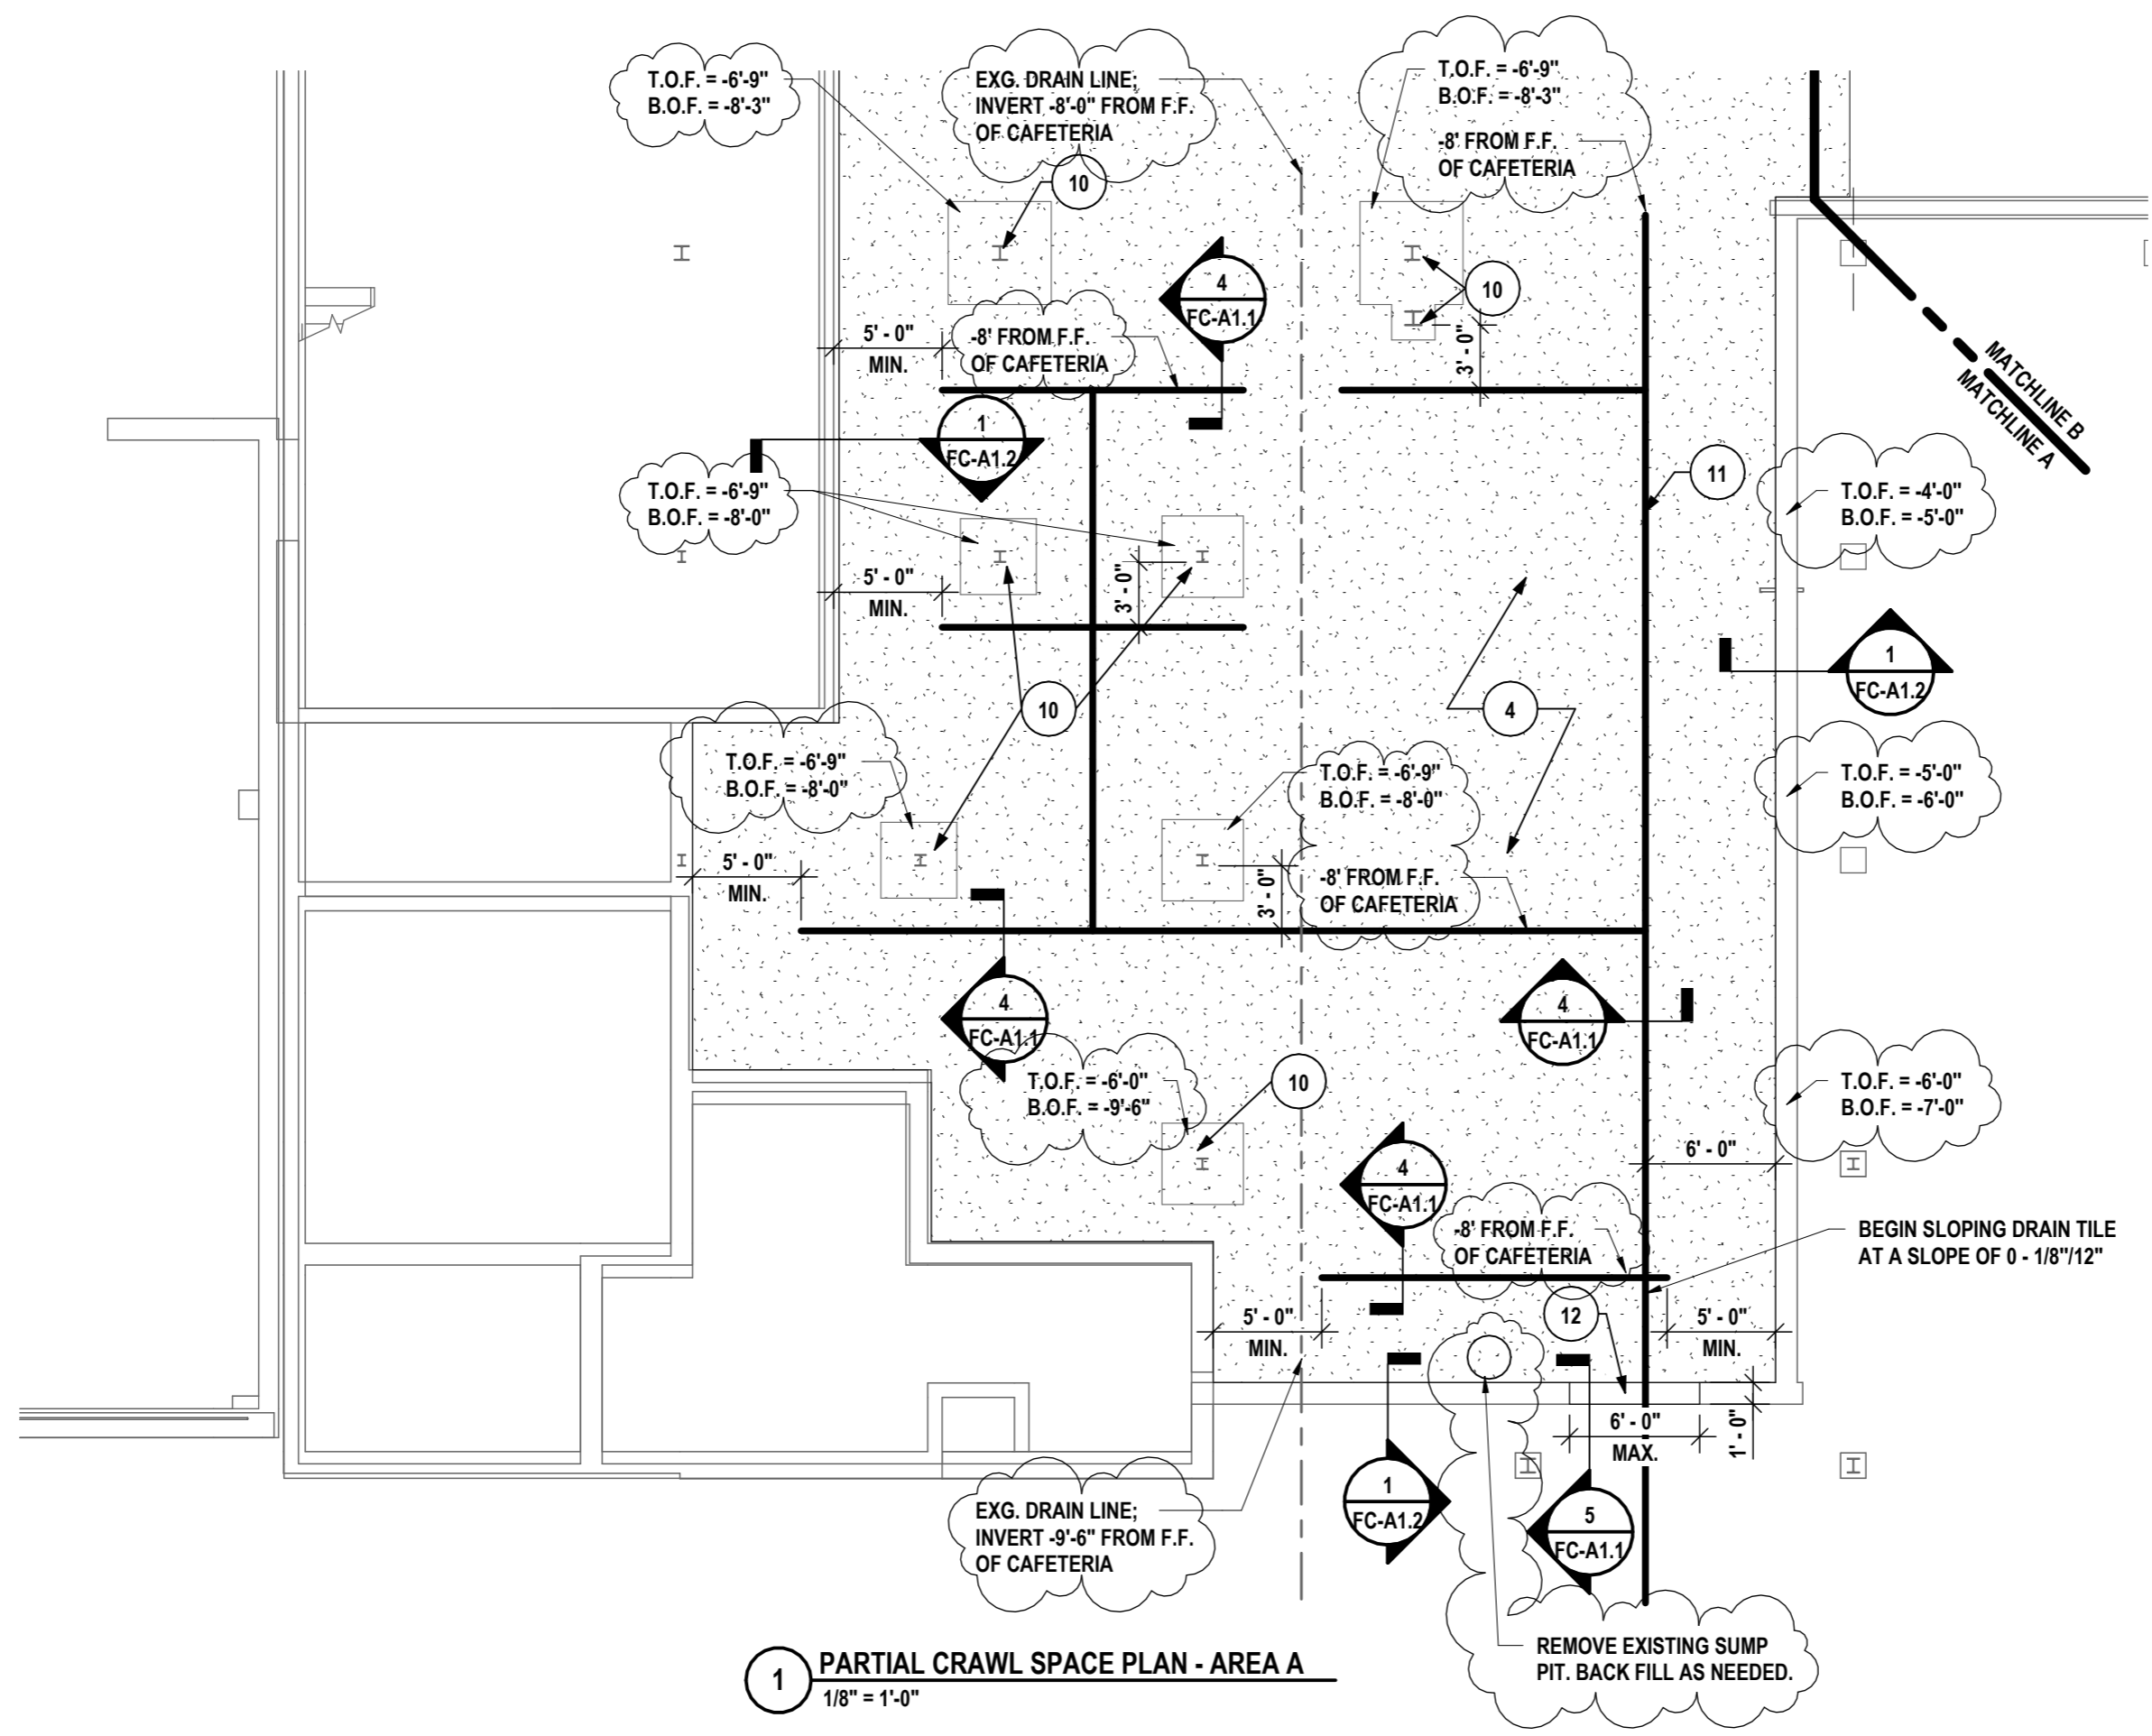 T.O.F. = -6'-9"
B.O.F. = -8'-3"
EXG. DRAIN LINE;
INVERT -8'-0" FROM F.F.
OF CAFETERIA
T.O.F. = -6'-9"
B.O.F. = -8'-3"
-8' FROM F.F.
OF CAFETERIA
10
4
FC-A1.1
10
5' - 0"
MIN.
-8' FROM F.F.
OF CAFETERIA
3' - 0"
MATCHLINE B
MATCHLINE A
1
FC-A1.2
11
T.O.F. = -6'-9"
B.O.F. = -8'-0"
T.O.F. = -4'-0"
B.O.F. = -5'-0"
5' - 0"
MIN.
3' - 0"
1
FC-A1.2
10
4
T.O.F. = -6'-9"
B.O.F. = -8'-0"
T.O.F. = -6'-9"
B.O.F. = -8'-0"
T.O.F. = -5'-0"
B.O.F. = -6'-0"
5' - 0"
MIN.
3' - 0"
-8' FROM F.F.
OF CAFETERIA
4
FC-A1.1
4
FC-A1.1
T.O.F. = -6'-0"
B.O.F. = -9'-6"
10
T.O.F. = -6'-0"
B.O.F. = -7'-0"
6' - 0"
4
FC-A1.1
-8' FROM F.F.
OF CAFETERIA
BEGIN SLOPING DRAIN TILE
AT A SLOPE OF 0 - 1/8"/12"
5' - 0"
MIN.
12
5' - 0"
MIN.
6' - 0"
MAX.
1' - 0"
1
FC-A1.2
5
FC-A1.1
EXG. DRAIN LINE;
INVERT -9'-6" FROM F.F.
OF CAFETERIA
REMOVE EXISTING SUMP
PIT. BACK FILL AS NEEDED.
1
PARTIAL CRAWL SPACE PLAN - AREA A
1/8" = 1'-0"